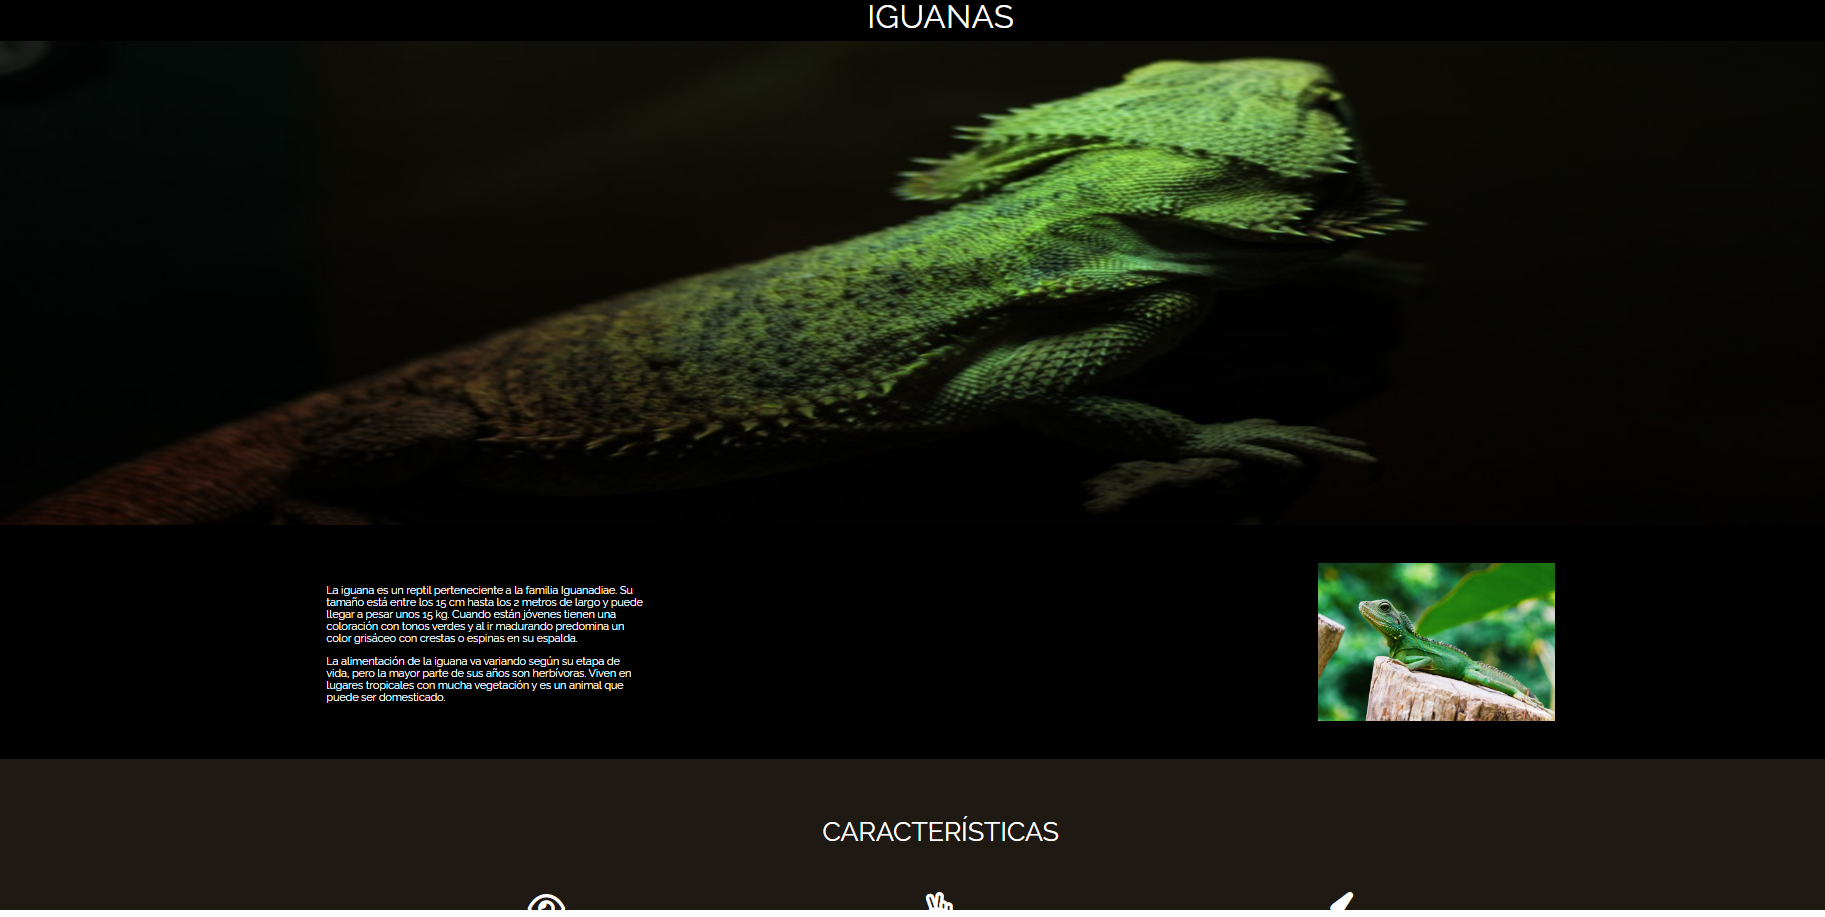 IGUANAS
La iguana es un reptil perteneciente a la familia Iguanadiae. Su
tamaño está entre los 15 cm hasta los 2 metros de largo y puede
llegar a pesar unos 15 kg. Cuando están jóvenes tienen una
coloración con tonos verdes y al ir madurando predomina un
color grisáceo con crestas o espinas en su espalda.
La alimentación de la iguana va variando según su etapa de
vida, pero la mayor parte de sus años son herbívoras. Viven en
lugares tropicales con mucha vegetación y es un animal que
puede ser domesticado.
CARACTERÍSTICAS